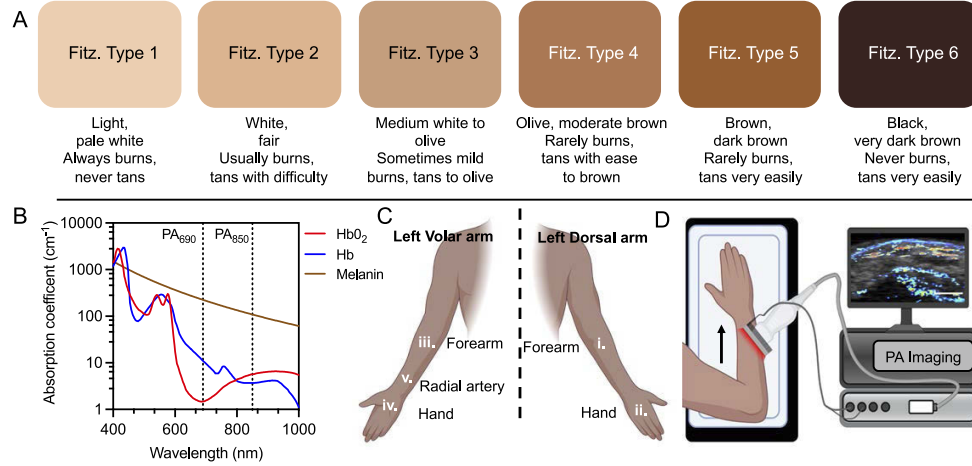 A
Fitz. Type 1
Fitz. Type 2
Fitz. Type 3
Fitz. Type 4
Fitz. Type 5
Fitz. Type 6
Light,
pale white
Always burns,
never tans
White,
fair
Usually burns,
tans with difficulty
Medium white to
olive
Sometimes mild
burns, tans to olive
Olive, moderate brown
Rarely burns,
tans with ease
to brown
Brown,
dark brown
Rarely burns,
tans very easily
Black,
very dark brown
Never burns,
tans very easily
B
Absorption coefficent (cm⁻¹)
10000
1000
100
10
1
400
600
800
1000
Wavelength (nm)
PA₆₉₀
PA₈₅₀
Hb0₂
Hb
Melanin
C
Left Volar arm
Left Dorsal arm
iii.
Forearm
v.
Radial artery
iv.
Hand
Forearm
i.
Hand
ii.
D
PA Imaging